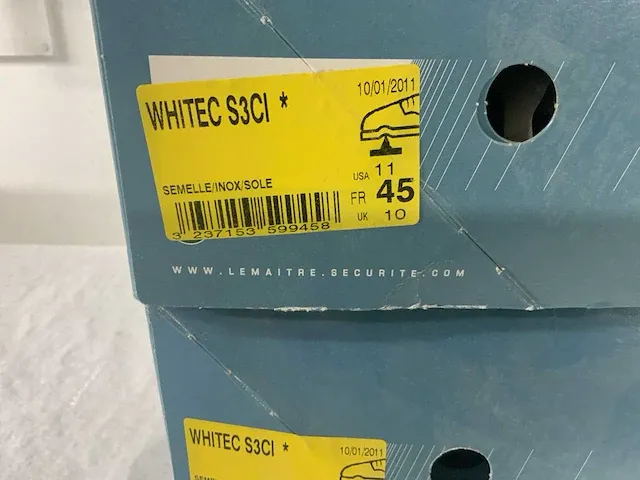 10/01/2011
WHITEC S3CI *
USA 11
SEMELLE/INOX/SOLE
FR 45
UK 10
3 237153 599458
WWW.LEMAITRE.SECURITE.COM
WHITEC S3CI *
10/01/2011